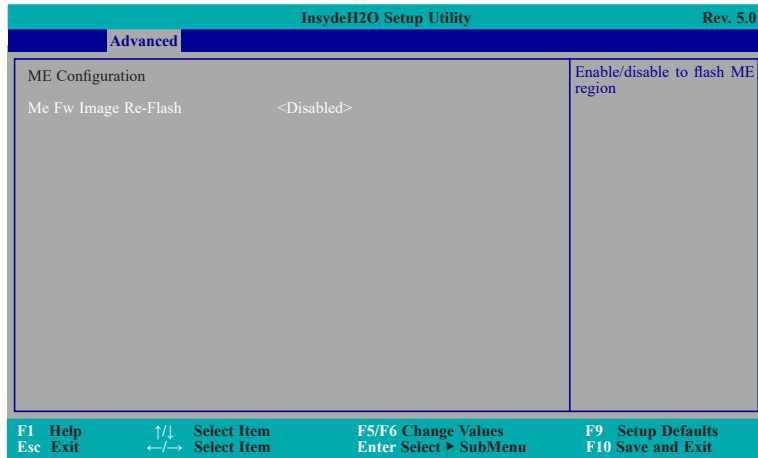 InsydeH2O Setup Utility Rev. 5.0
Advanced
ME Configuration
Me Fw Image Re-Flash <Disabled>
Enable/disable to flash ME
region
F1 Help ↑/↓ Select Item F5/F6 Change Values F9 Setup Defaults
Esc Exit ←/→ Select Item Enter Select ▶ SubMenu F10 Save and Exit